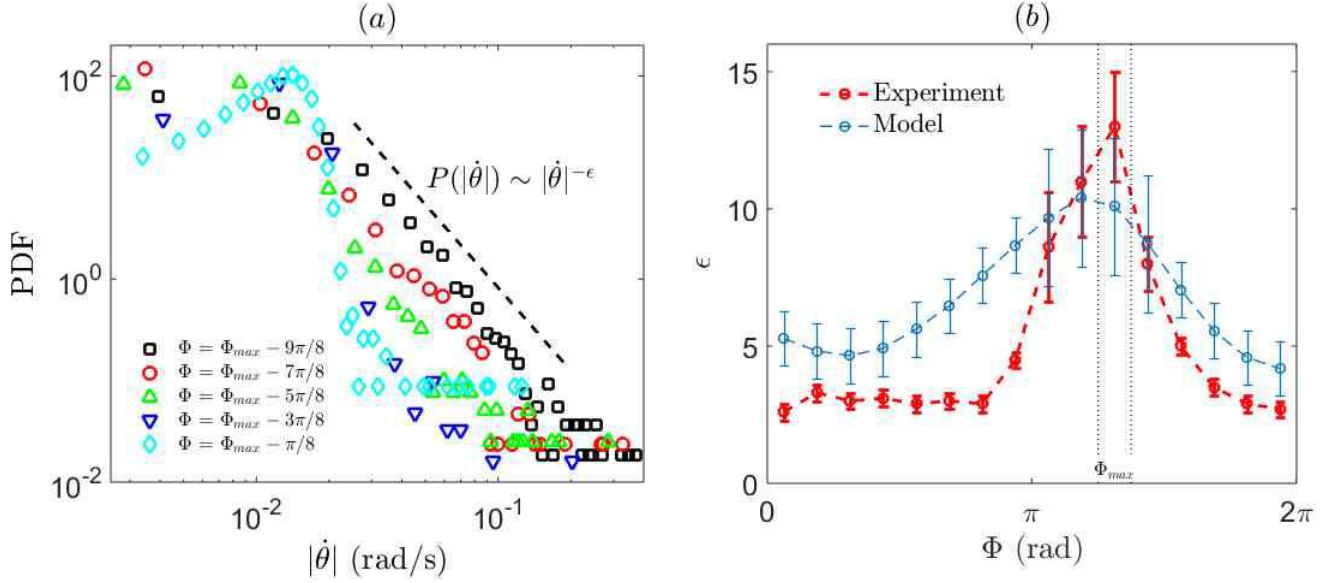 (a)
PDF
10^2
10^0
10^-2
10^-2
10^-1
|θ̇| (rad/s)
P(|θ̇|) ∼ |θ̇|^-ϵ
Φ = Φ_max − 9π/8
Φ = Φ_max − 7π/8
Φ = Φ_max − 5π/8
Φ = Φ_max − 3π/8
Φ = Φ_max − π/8
(b)
ϵ
15
10
5
0
Experiment
Model
Φ_max
0
π
2π
Φ (rad)